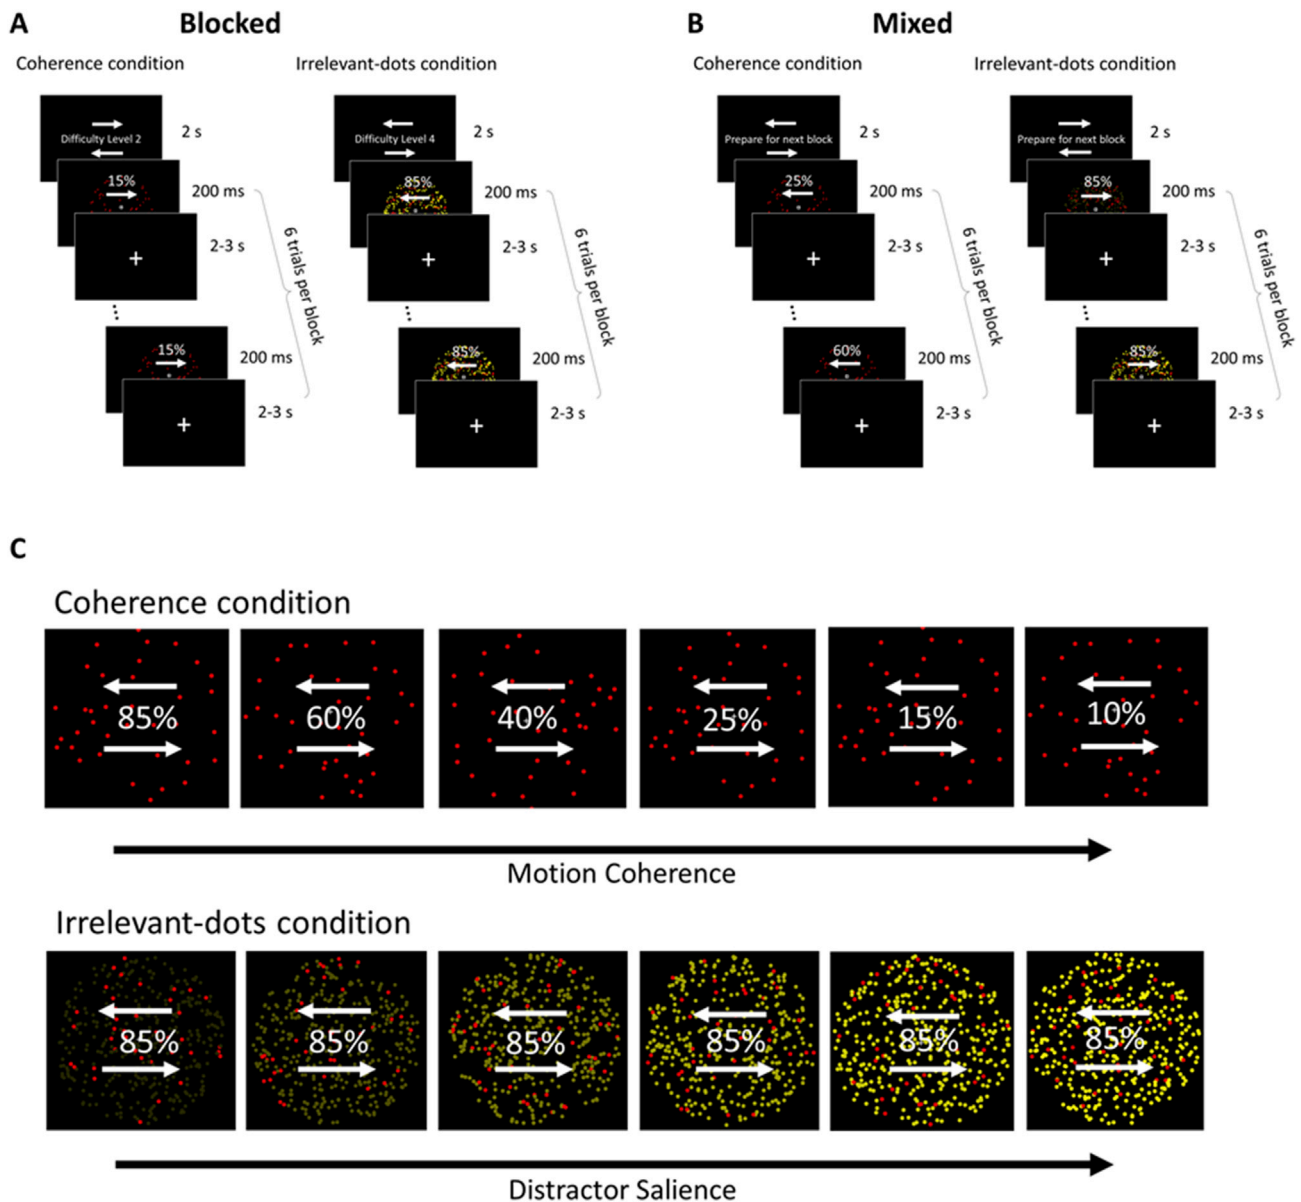 A Blocked
B Mixed
Coherence condition
Irrelevant-dots condition
Coherence condition
Irrelevant-dots condition
Difficulty Level 2
2 s
15%
200 ms
2-3 s
15%
200 ms
2-3 s
6 trials per block
Difficulty Level 4
2 s
85%
200 ms
2-3 s
85%
200 ms
2-3 s
6 trials per block
Prepare for next block
2 s
25%
200 ms
2-3 s
60%
200 ms
2-3 s
6 trials per block
Prepare for next block
2 s
85%
200 ms
2-3 s
85%
200 ms
2-3 s
6 trials per block
C
Coherence condition
85% 60% 40% 25% 15% 10%
Motion Coherence
Irrelevant-dots condition
85% 85% 85% 85% 85% 85%
Distractor Salience